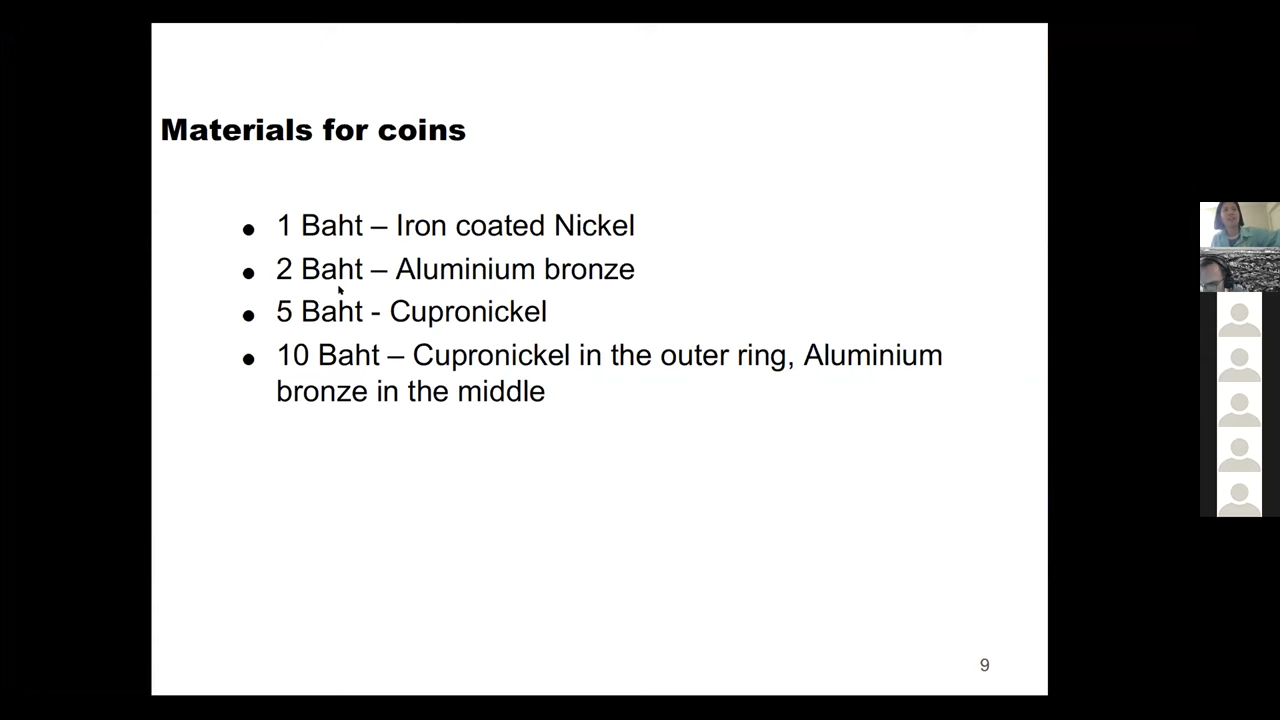 Materials for coins
● 1 Baht – Iron coated Nickel
● 2 Baht – Aluminium bronze
● 5 Baht - Cupronickel
● 10 Baht – Cupronickel in the outer ring, Aluminium
bronze in the middle
9